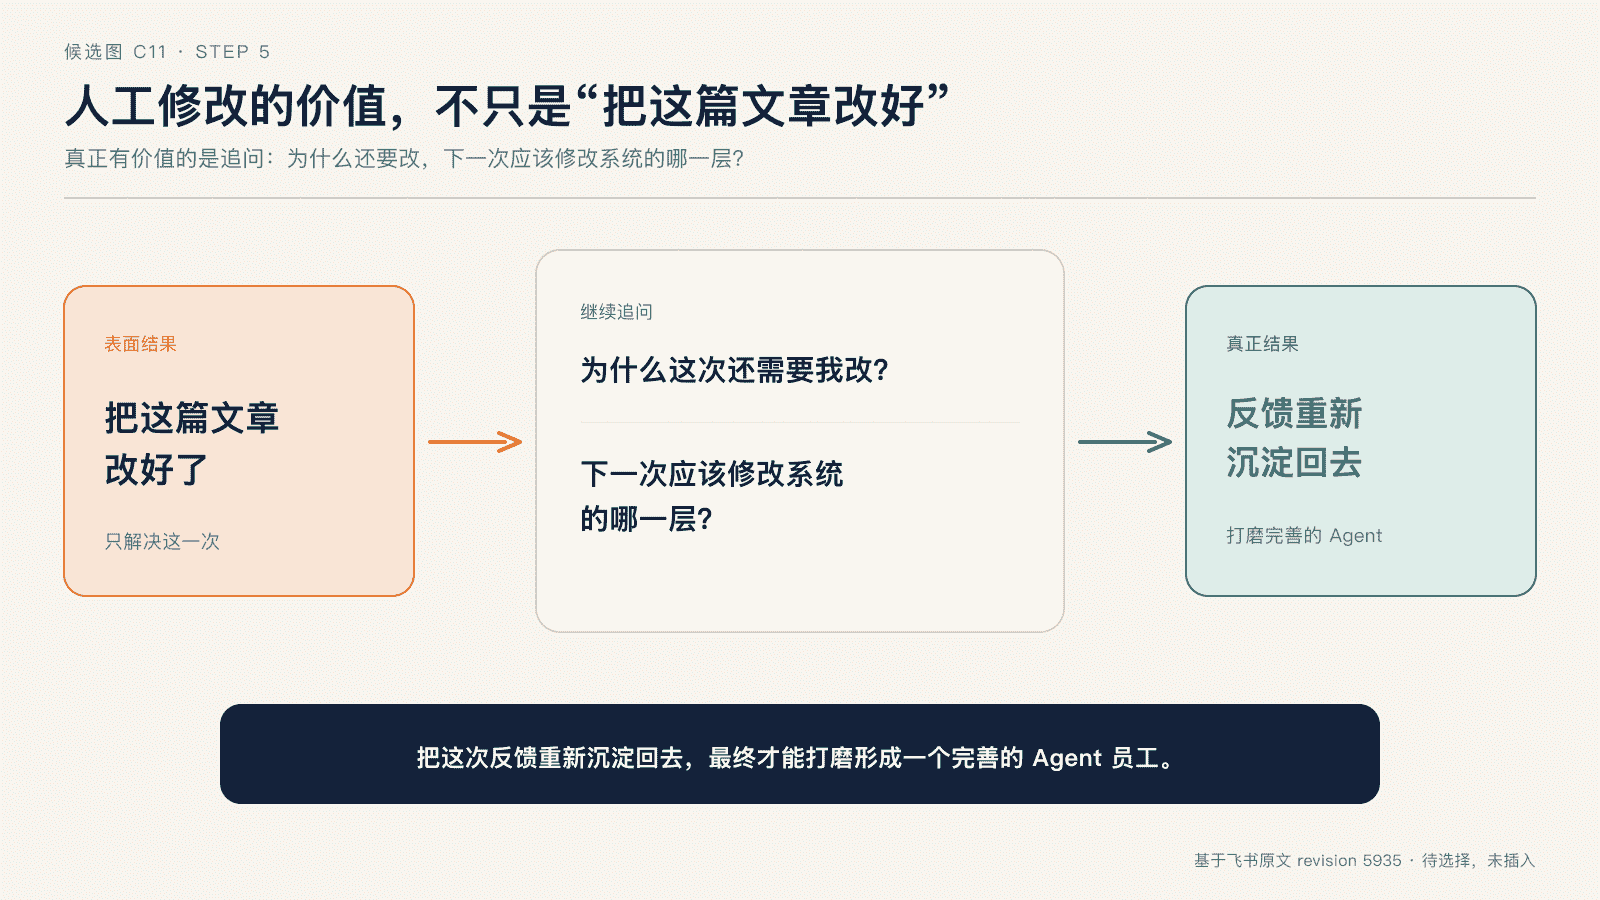 候选图 C11 · STEP 5
人工修改的价值，不只是“把这篇文章改好”
真正有价值的是追问：为什么还要改，下一次应该修改系统的哪一层？
表面结果
把这篇文章
改好了
只解决这一次
继续追问
为什么这次还需要我改？
下一次应该修改系统
的哪一层？
真正结果
反馈重新
沉淀回去
打磨完善的 Agent
把这次反馈重新沉淀回去，最终才能打磨形成一个完善的 Agent 员工。
基于飞书原文 revision 5935 · 待选择，未插入